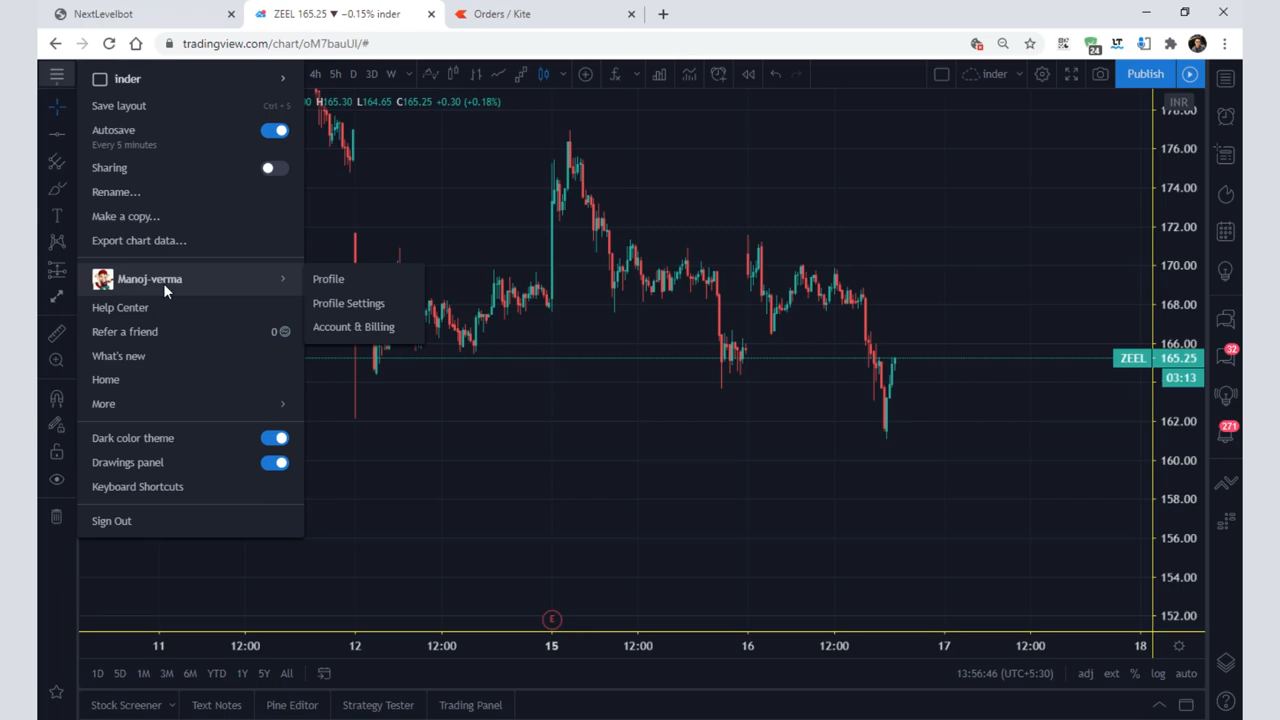 NextLevelbot
ZEEL 165.25 ▼ −0.15% inder
Orders / Kite
tradingview.com/chart/oM7bauUI/#
24
LT
inder
4h 5h D 3D W
inder
Publish
Save layout
Ctrl + S
H165.30 L164.65 C165.25 +0.30 (+0.18%)
INR
Autosave
Every 5 minutes
Sharing
Rename...
Make a copy...
Export chart data...
Manoj-verma
Profile
Help Center
Profile Settings
Refer a friend
0
Account & Billing
What's new
Home
More
Dark color theme
Drawings panel
Keyboard Shortcuts
Sign Out
178.00
176.00
174.00
172.00
170.00
168.00
166.00
ZEEL 165.25
03:13
162.00
160.00
158.00
156.00
154.00
152.00
32
271
E
11 12:00 12 12:00 15 12:00 16 12:00 17 12:00 18
1D 5D 1M 3M 6M YTD 1Y 5Y All
13:56:46 (UTC+5:30) adj ext % log auto
Stock Screener Text Notes Pine Editor Strategy Tester Trading Panel